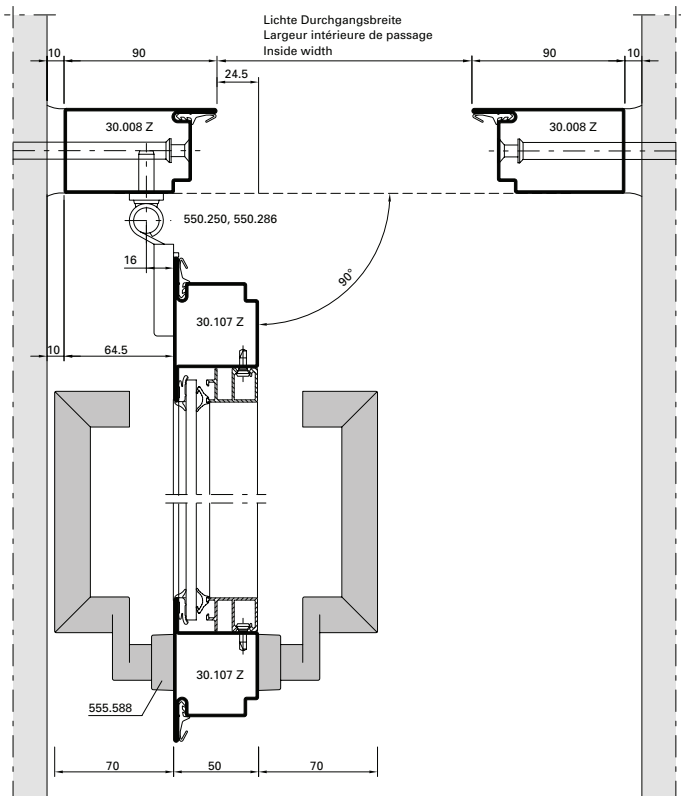 Lichte Durchgangsbreite
Largeur intérieure de passage
Inside width
10
90
90
10
24.5
30.008 Z
30.008 Z
550.250, 550.286
16
90°
30.107 Z
10
64.5
30.107 Z
555.588
70
50
70